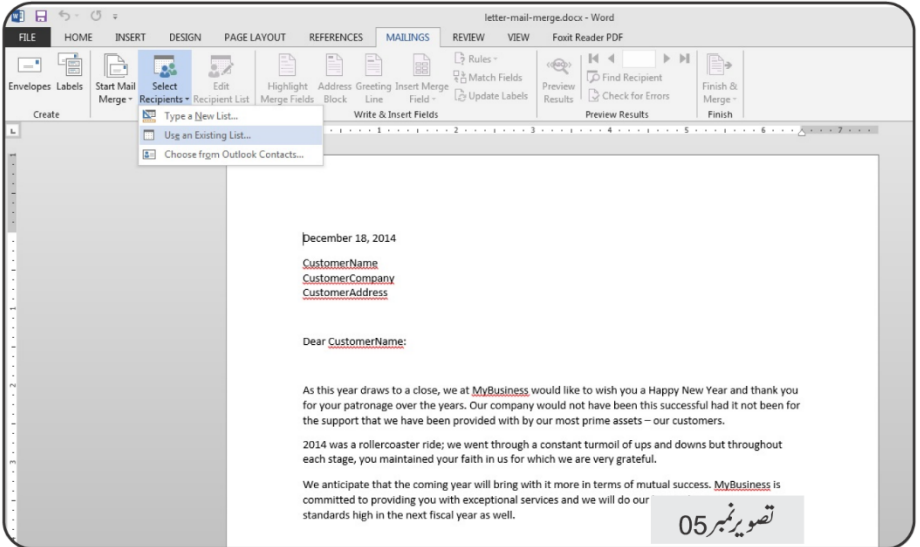 letter-mail-merge.docx - Word
FILE HOME INSERT DESIGN PAGE LAYOUT REFERENCES MAILINGS REVIEW VIEW Foxit Reader PDF
Envelopes Labels
Create
Start Mail Merge
Select Recipients
Edit Recipient List
Highlight Merge Fields
Address Block
Greeting Line
Insert Merge Field
Rules
Match Fields
Update Labels
Write & Insert Fields
Preview Results
Find Recipient
Check for Errors
Preview Results
Finish & Merge
Finish
Type a New List...
Use an Existing List...
Choose from Outlook Contacts...
1 2 3 4 5 6 7
December 18, 2014
CustomerName
CustomerCompany
CustomerAddress
Dear CustomerName:
As this year draws to a close, we at MyBusiness would like to wish you a Happy New Year and thank you
for your patronage over the years. Our company would not have been this successful had it not been for
the support that we have been provided with by our most prime assets – our customers.
2014 was a rollercoaster ride; we went through a constant turmoil of ups and downs but throughout
each stage, you maintained your faith in us for which we are very grateful.
We anticipate that the coming year will bring with it more in terms of mutual success. MyBusiness is
committed to providing you with exceptional services and we will do our
standards high in the next fiscal year as well.
تصویر نمبر 05